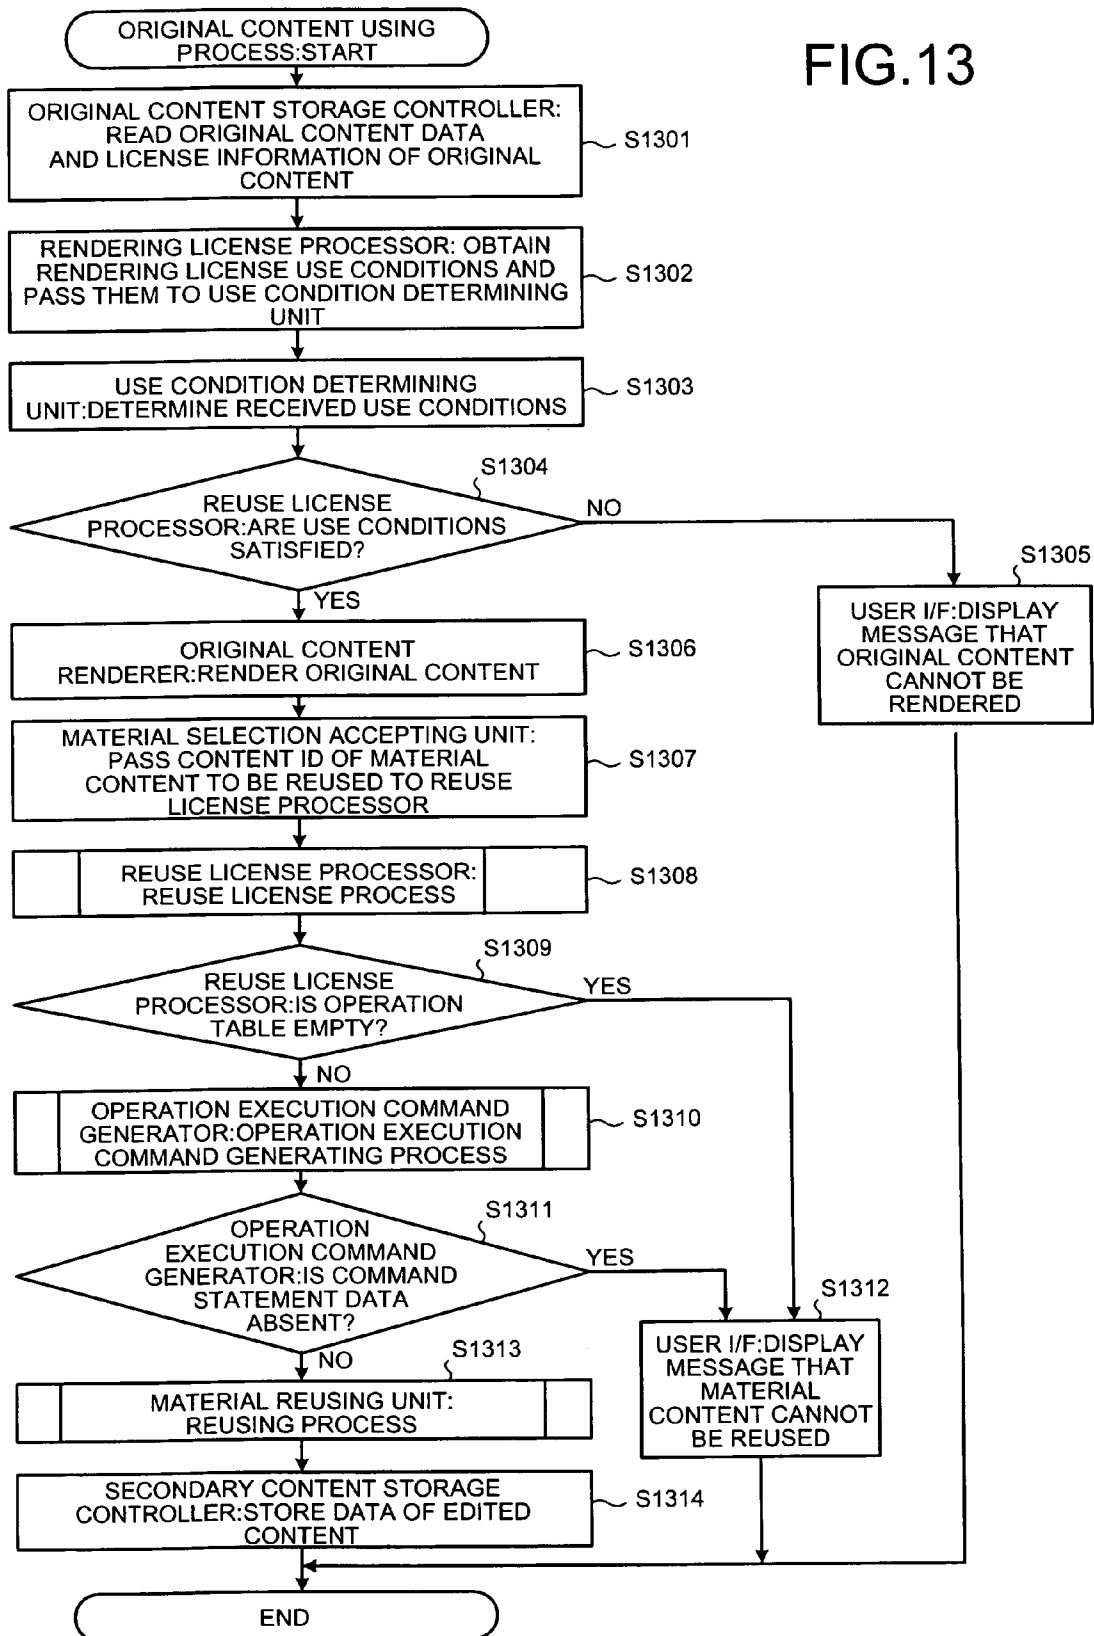 FIG.13
ORIGINAL CONTENT USING
PROCESS:START
ORIGINAL CONTENT STORAGE CONTROLLER:
READ ORIGINAL CONTENT DATA
AND LICENSE INFORMATION OF ORIGINAL
CONTENT
S1301
RENDERING LICENSE PROCESSOR: OBTAIN
RENDERING LICENSE USE CONDITIONS AND
PASS THEM TO USE CONDITION DETERMINING
UNIT
S1302
USE CONDITION DETERMINING
UNIT:DETERMINE RECEIVED USE CONDITIONS
S1303
S1304
REUSE LICENSE
PROCESSOR:ARE USE CONDITIONS
SATISFIED?
NO
YES
S1305
USER I/F:DISPLAY
MESSAGE THAT
ORIGINAL CONTENT
CANNOT BE
RENDERED
ORIGINAL CONTENT
RENDERER:RENDER ORIGINAL CONTENT
S1306
MATERIAL SELECTION ACCEPTING UNIT:
PASS CONTENT ID OF MATERIAL
CONTENT TO BE REUSED TO REUSE
LICENSE PROCESSOR
S1307
REUSE LICENSE PROCESSOR:
REUSE LICENSE PROCESS
S1308
S1309
REUSE LICENSE
PROCESSOR:IS OPERATION
TABLE EMPTY?
YES
NO
OPERATION EXECUTION COMMAND
GENERATOR:OPERATION EXECUTION
COMMAND GENERATING PROCESS
S1310
S1311
OPERATION
EXECUTION COMMAND
GENERATOR:IS COMMAND
STATEMENT DATA
ABSENT?
YES
NO
S1312
USER I/F:DISPLAY
MESSAGE THAT
MATERIAL
CONTENT CANNOT
BE REUSED
S1313
MATERIAL REUSING UNIT:
REUSING PROCESS
SECONDARY CONTENT STORAGE
CONTROLLER:STORE DATA OF EDITED
CONTENT
S1314
END